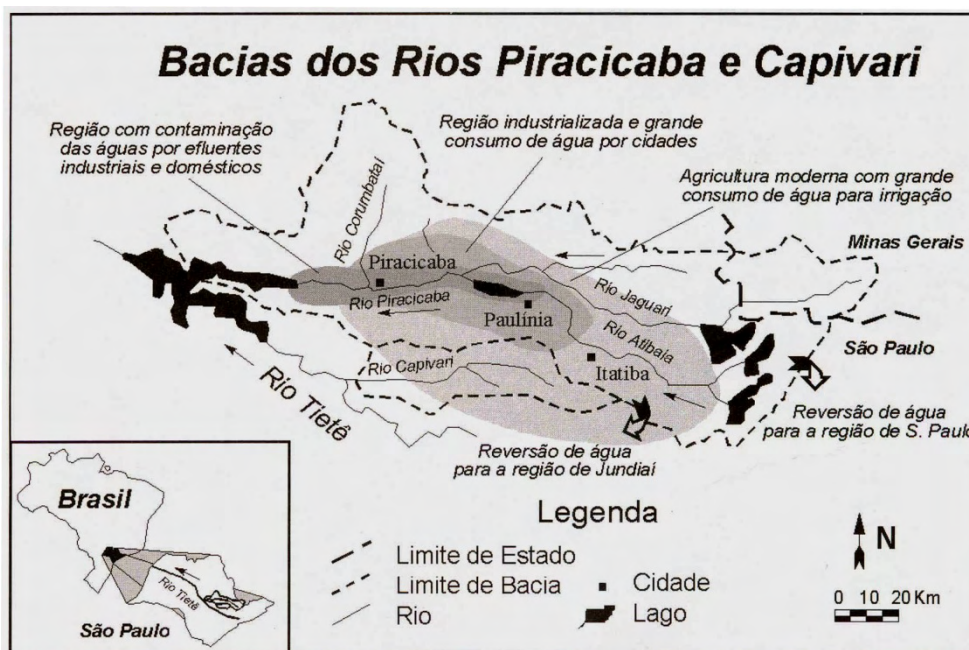 Bacias dos Rios Piracicaba e Capivari
Região com contaminação
das águas por efluentes
industriais e domésticos
Região industrializada e grande
consumo de água por cidades
Agricultura moderna com grande
consumo de água para irrigação
Minas Gerais
Rio Corumbataí
Piracicaba
Rio Piracicaba
Paulínia
Rio Jaguari
Rio Atibaia
Itatiba
São Paulo
Rio Capivari
Rio Tietê
Reversão de água
para a região de Jundiaí
Reversão de água
para a região de S. Paulo
Brasil
Rio Tietê
São Paulo
Legenda
Limite de Estado
Limite de Bacia
Rio
Cidade
Lago
N
0 10 20 Km